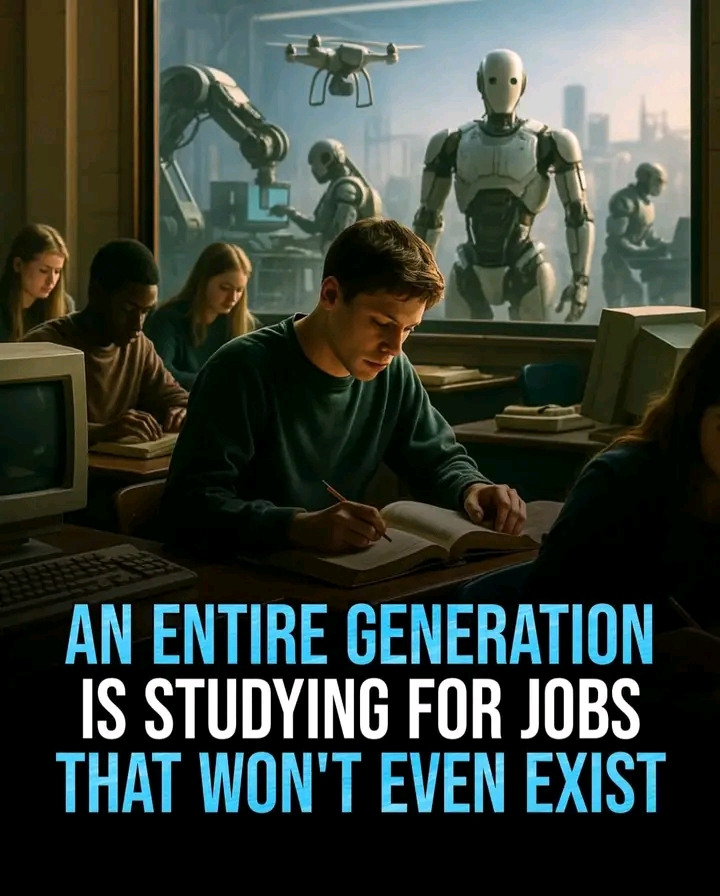 AN ENTIRE GENERATION
IS STUDYING FOR JOBS
THAT WON'T EVEN EXIST